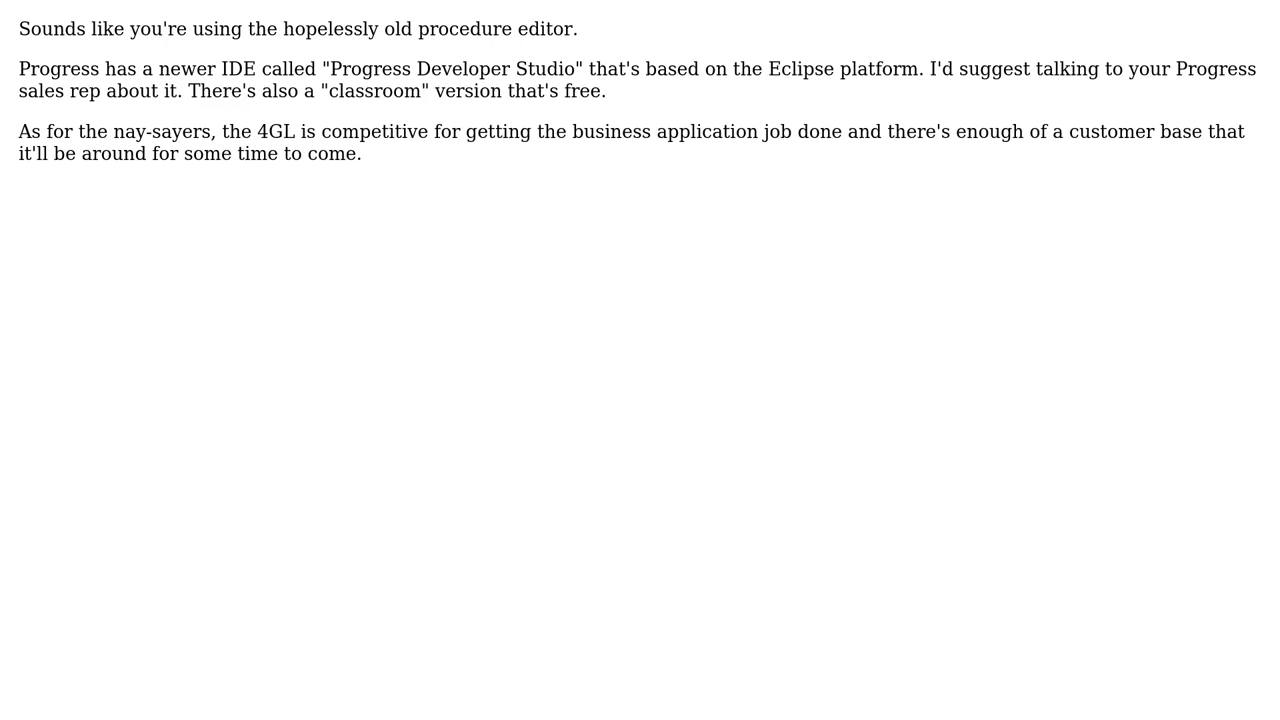 Sounds like you're using the hopelessly old procedure editor.
Progress has a newer IDE called "Progress Developer Studio" that's based on the Eclipse platform. I'd suggest talking to your Progress
sales rep about it. There's also a "classroom" version that's free.
As for the nay-sayers, the 4GL is competitive for getting the business application job done and there's enough of a customer base that
it'll be around for some time to come.